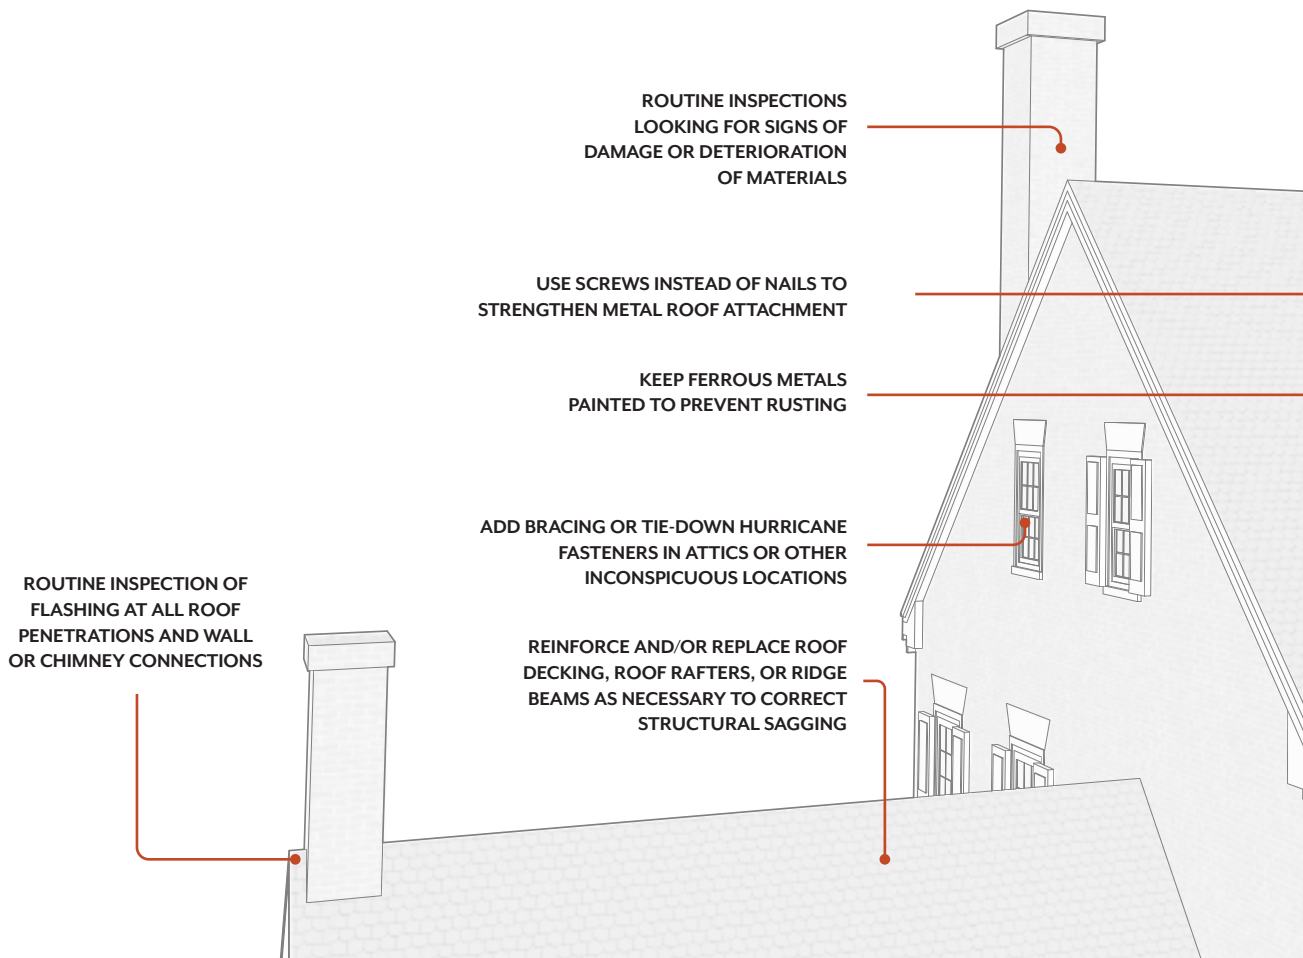 ROUTINE INSPECTIONS
LOOKING FOR SIGNS OF
DAMAGE OR DETERIORATION
OF MATERIALS
USE SCREWS INSTEAD OF NAILS TO
STRENGTHEN METAL ROOF ATTACHMENT
KEEP FERROUS METALS
PAINTED TO PREVENT RUSTING
ADD BRACING OR TIE-DOWN HURRICANE
FASTENERS IN ATTICS OR OTHER
INCONSPICUOUS LOCATIONS
ROUTINE INSPECTION OF
FLASHING AT ALL ROOF
PENETRATIONS AND WALL
OR CHIMNEY CONNECTIONS
REINFORCE AND/OR REPLACE ROOF
DECKING, ROOF RAFTERS, OR RIDGE
BEAMS AS NECESSARY TO CORRECT
STRUCTURAL SAGGING